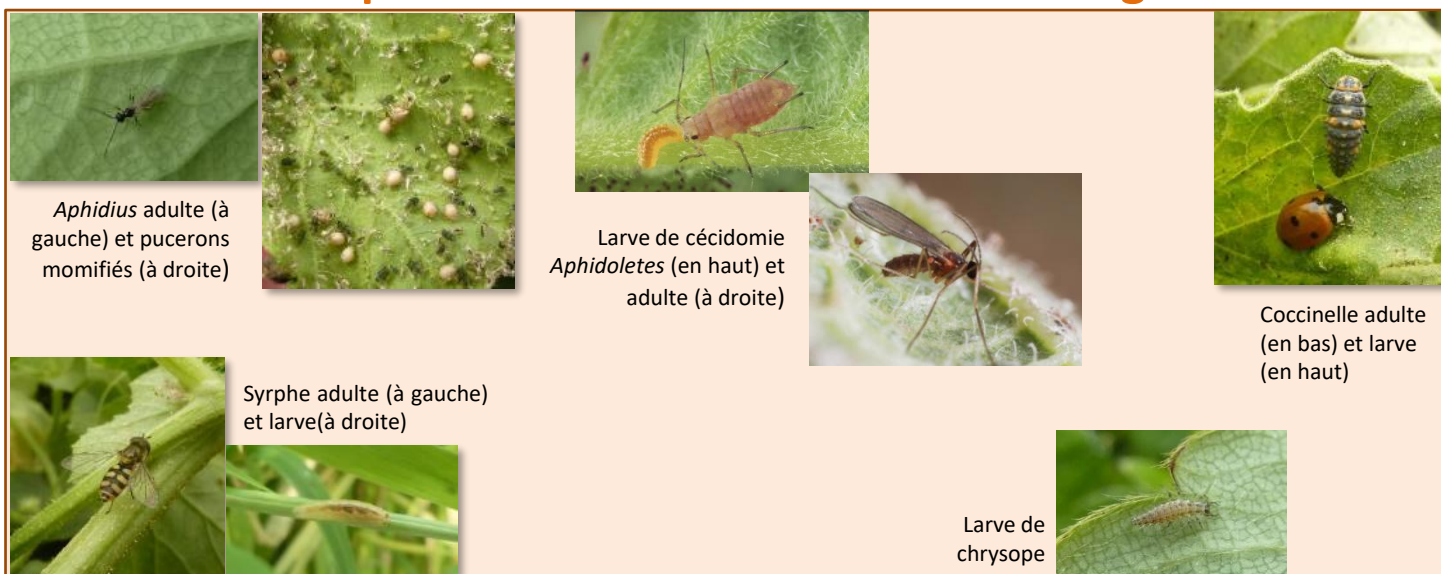 Aphidius adulte (à
gauche) et pucerons
momifiés (à droite)
Larve de cécidomie
Aphidoletes (en haut) et
adulte (à droite)
Coccinelle adulte
(en bas) et larve
(en haut)
Syrphe adulte (à gauche)
et larve(à droite)
Larve de
chrysope